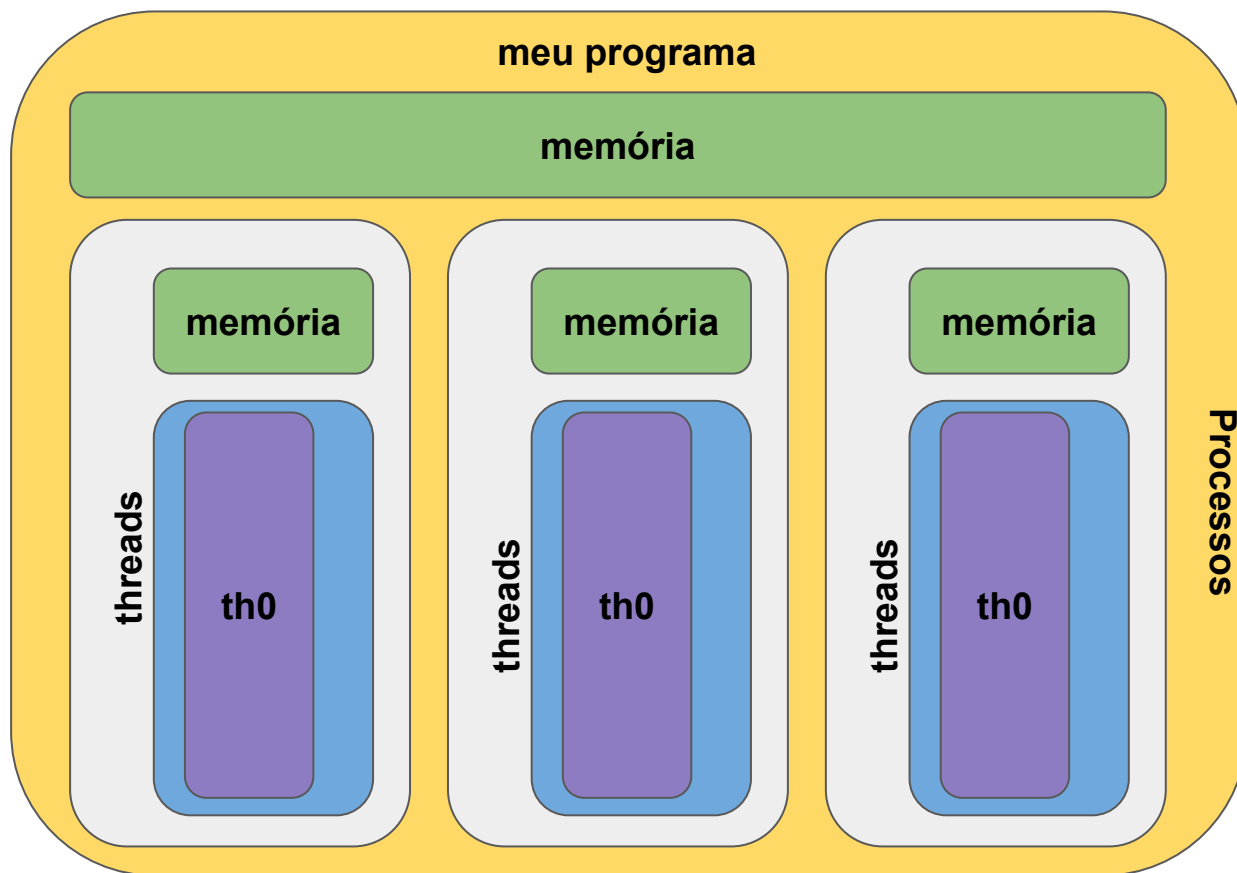 meu programa
memória
memória
memória
memória
threads
th0
threads
th0
threads
th0
Processos